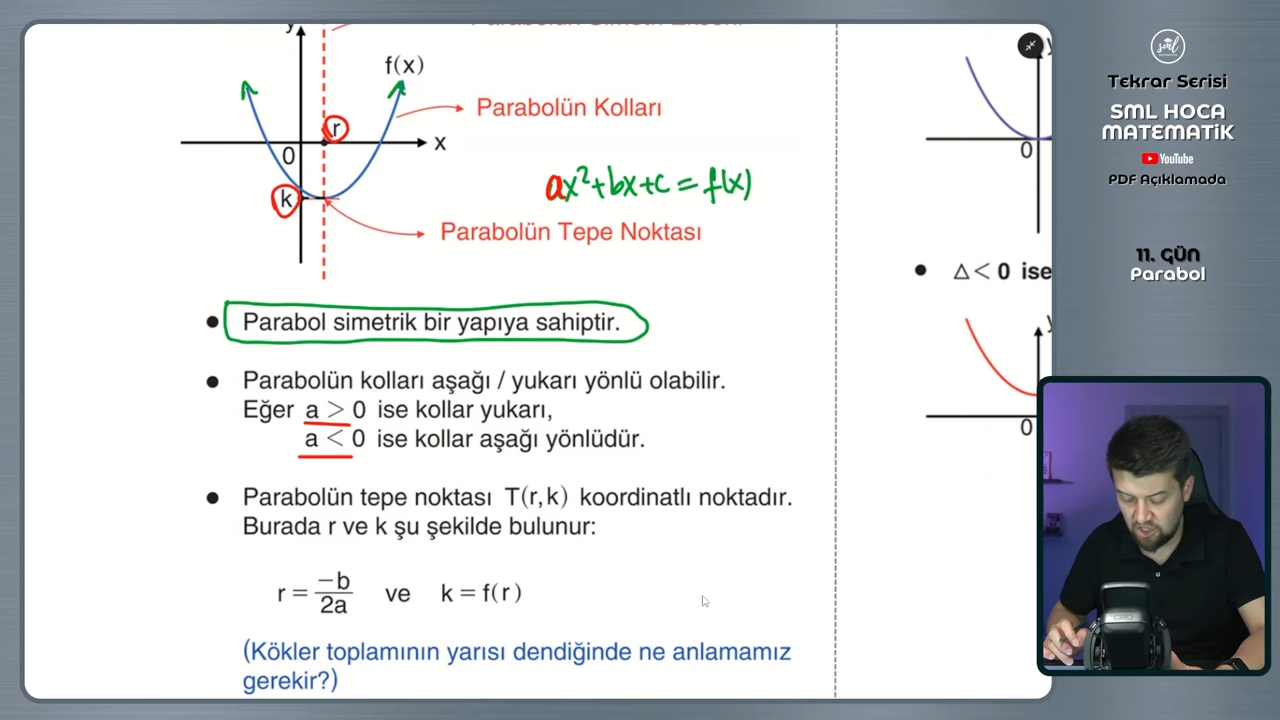 y
f(x)
Parabolün Kolları
r
x
0
k
ax²+bx+c = f(x)
Parabolün Tepe Noktası
• Parabol simetrik bir yapıya sahiptir.
• Parabolün kolları aşağı / yukarı yönlü olabilir.
Eğer a > 0 ise kollar yukarı,
a < 0 ise kollar aşağı yönlüdür.
• Parabolün tepe noktası T(r,k) koordinatlı noktadır.
Burada r ve k şu şekilde bulunur:
r = −b/2a ve k = f(r)
(Kökler toplamının yarısı dendiğinde ne anlamamız
gerekir?)
y
0
• Δ < 0 ise
y
0
sml
Tekrar Serisi
SML HOCA
MATEMATİK
YouTube
PDF Açıklamada
11. GÜN
Parabol